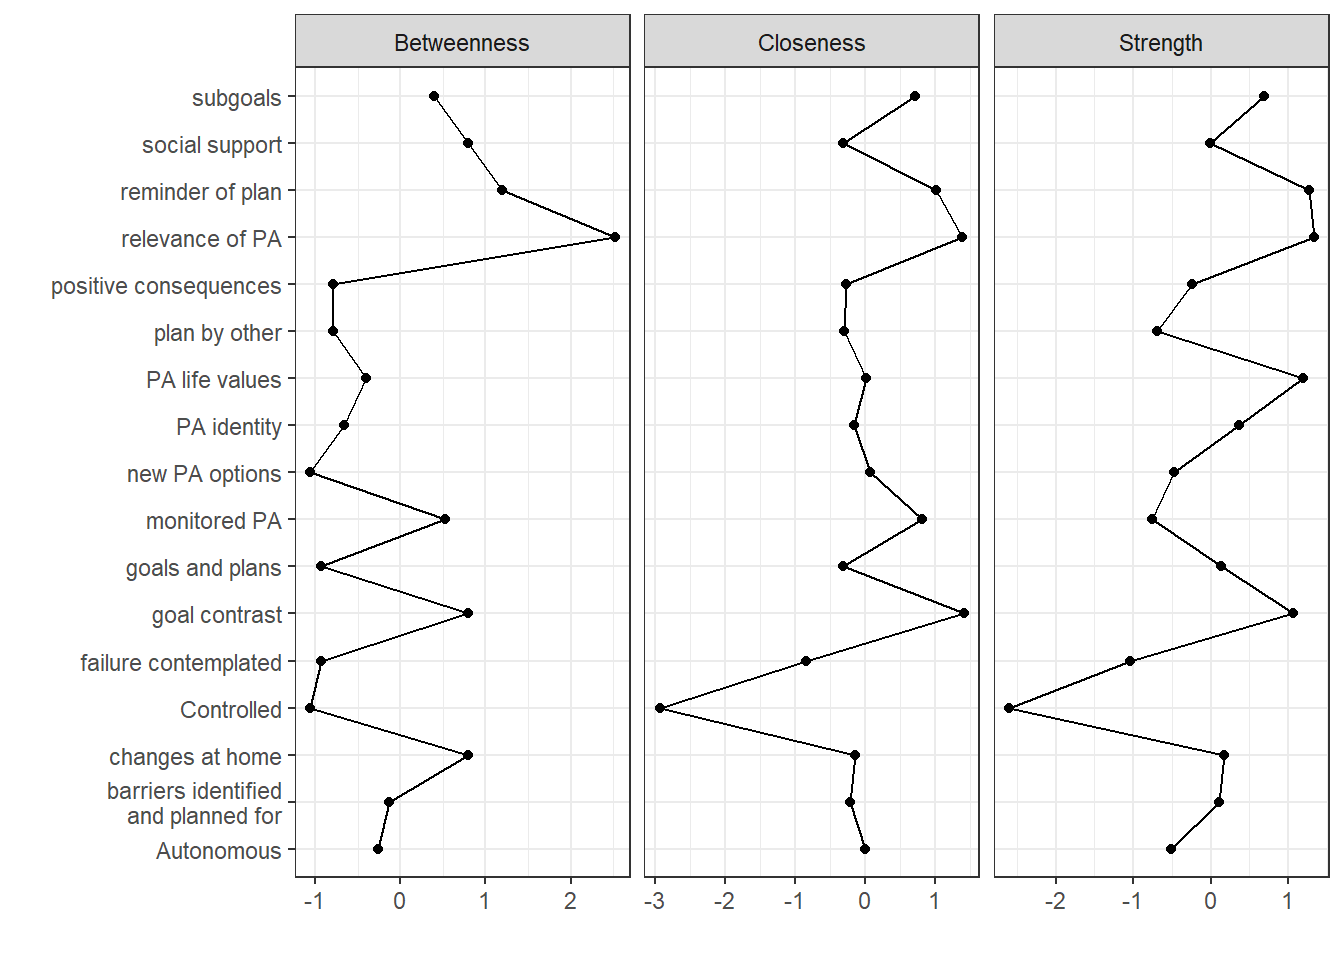 Betweenness Closeness Strength
subgoals
social support
reminder of plan
relevance of PA
positive consequences
plan by other
PA life values
PA identity
new PA options
monitored PA
goals and plans
goal contrast
failure contemplated
Controlled
changes at home
barriers identified
and planned for
Autonomous
-1 0 1 2 -3 -2 -1 0 1 -2 -1 0 1